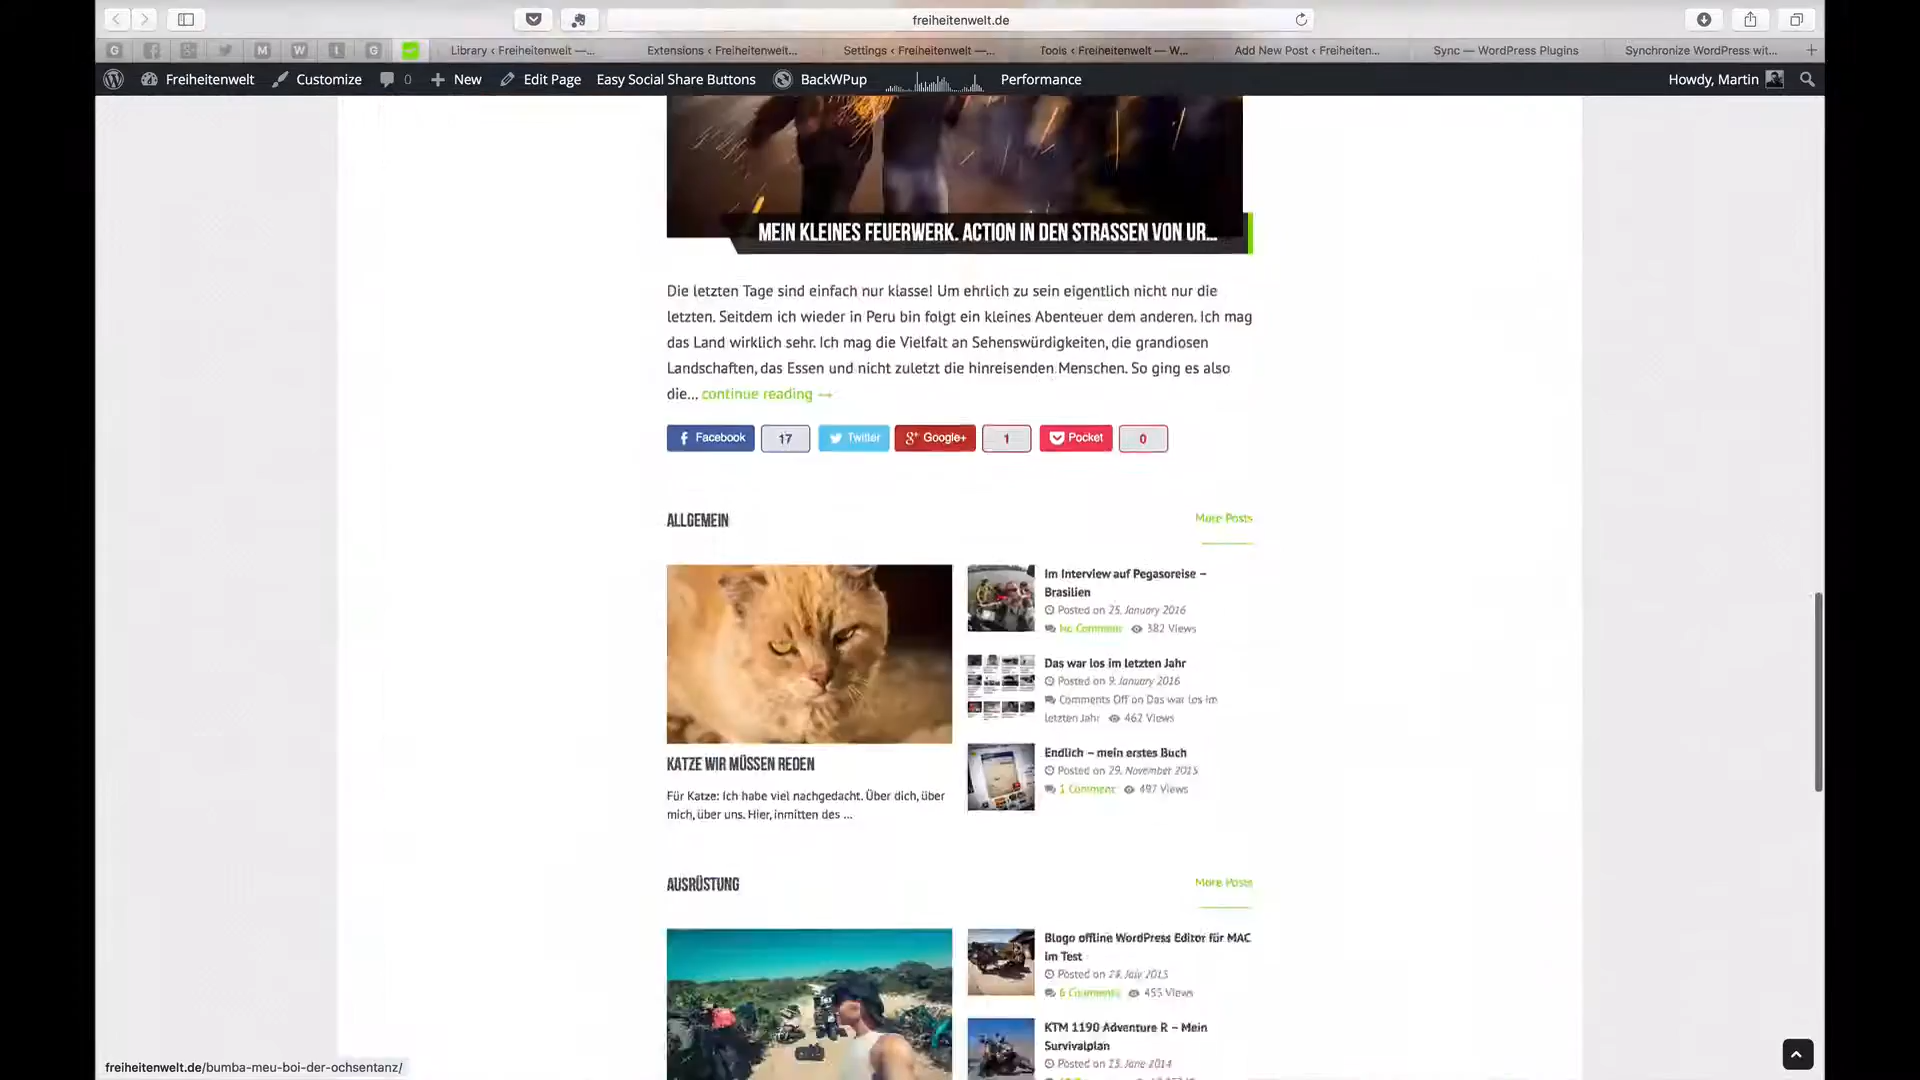 freiheitenwelt.de
Library ‹ Freiheitenwelt —...
Extensions ‹ Freiheitenwelt...
Settings ‹ Freiheitenwelt —...
Tools ‹ Freiheitenwelt — W...
Add New Post ‹ Freiheiten...
Sync — WordPress Plugins
Synchronize WordPress wit...
Freiheitenwelt
Customize
0
New
Edit Page
Easy Social Share Buttons
BackWPup
Performance
Howdy, Martin
MEIN KLEINES FEUERWERK. ACTION IN DEN STRASSEN VON UR...
Die letzten Tage sind einfach nur klasse! Um ehrlich zu sein eigentlich nicht nur die
letzten. Seitdem ich wieder in Peru bin folgt ein kleines Abenteuer dem anderen. Ich mag
das Land wirklich sehr. Ich mag die Vielfalt an Sehenswürdigkeiten, die grandiosen
Landschaften, das Essen und nicht zuletzt die hinreisenden Menschen. So ging es also
die... continue reading →
Facebook 17 Twitter Google+ 1 Pocket 0
ALLGEMEIN
More Posts
KATZE WIR MÜSSEN REDEN
Für Katze: Ich habe viel nachgedacht. Über dich, über
mich, über uns. Hier, inmitten des ...
Im Interview auf Pegasoreise –
Brasilien
Posted on 25. January 2016
No Comment 382 Views
Das war los im letzten Jahr
Posted on 9. January 2016
Comments Off on Das war los im
letzten Jahr 462 Views
Endlich – mein erstes Buch
Posted on 29. November 2015
1 Comment 497 Views
AUSRÜSTUNG
More Posts
Blogo offline WordPress Editor für MAC
im Test
Posted on 28. July 2015
6 Comments 455 Views
KTM 1190 Adventure R – Mein
Survivalplan
Posted on 15. June 2014
freiheitenwelt.de/bumba-meu-boi-der-ochsentanz/